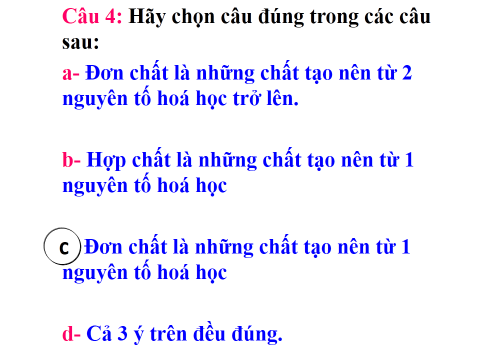 Câu 4: Hãy chọn câu đúng trong các câu
sau:
a- Đơn chất là những chất tạo nên từ 2
nguyên tố hoá học trở lên.
b- Hợp chất là những chất tạo nên từ 1
nguyên tố hoá học
c Đơn chất là những chất tạo nên từ 1
nguyên tố hoá học
d- Cả 3 ý trên đều đúng.